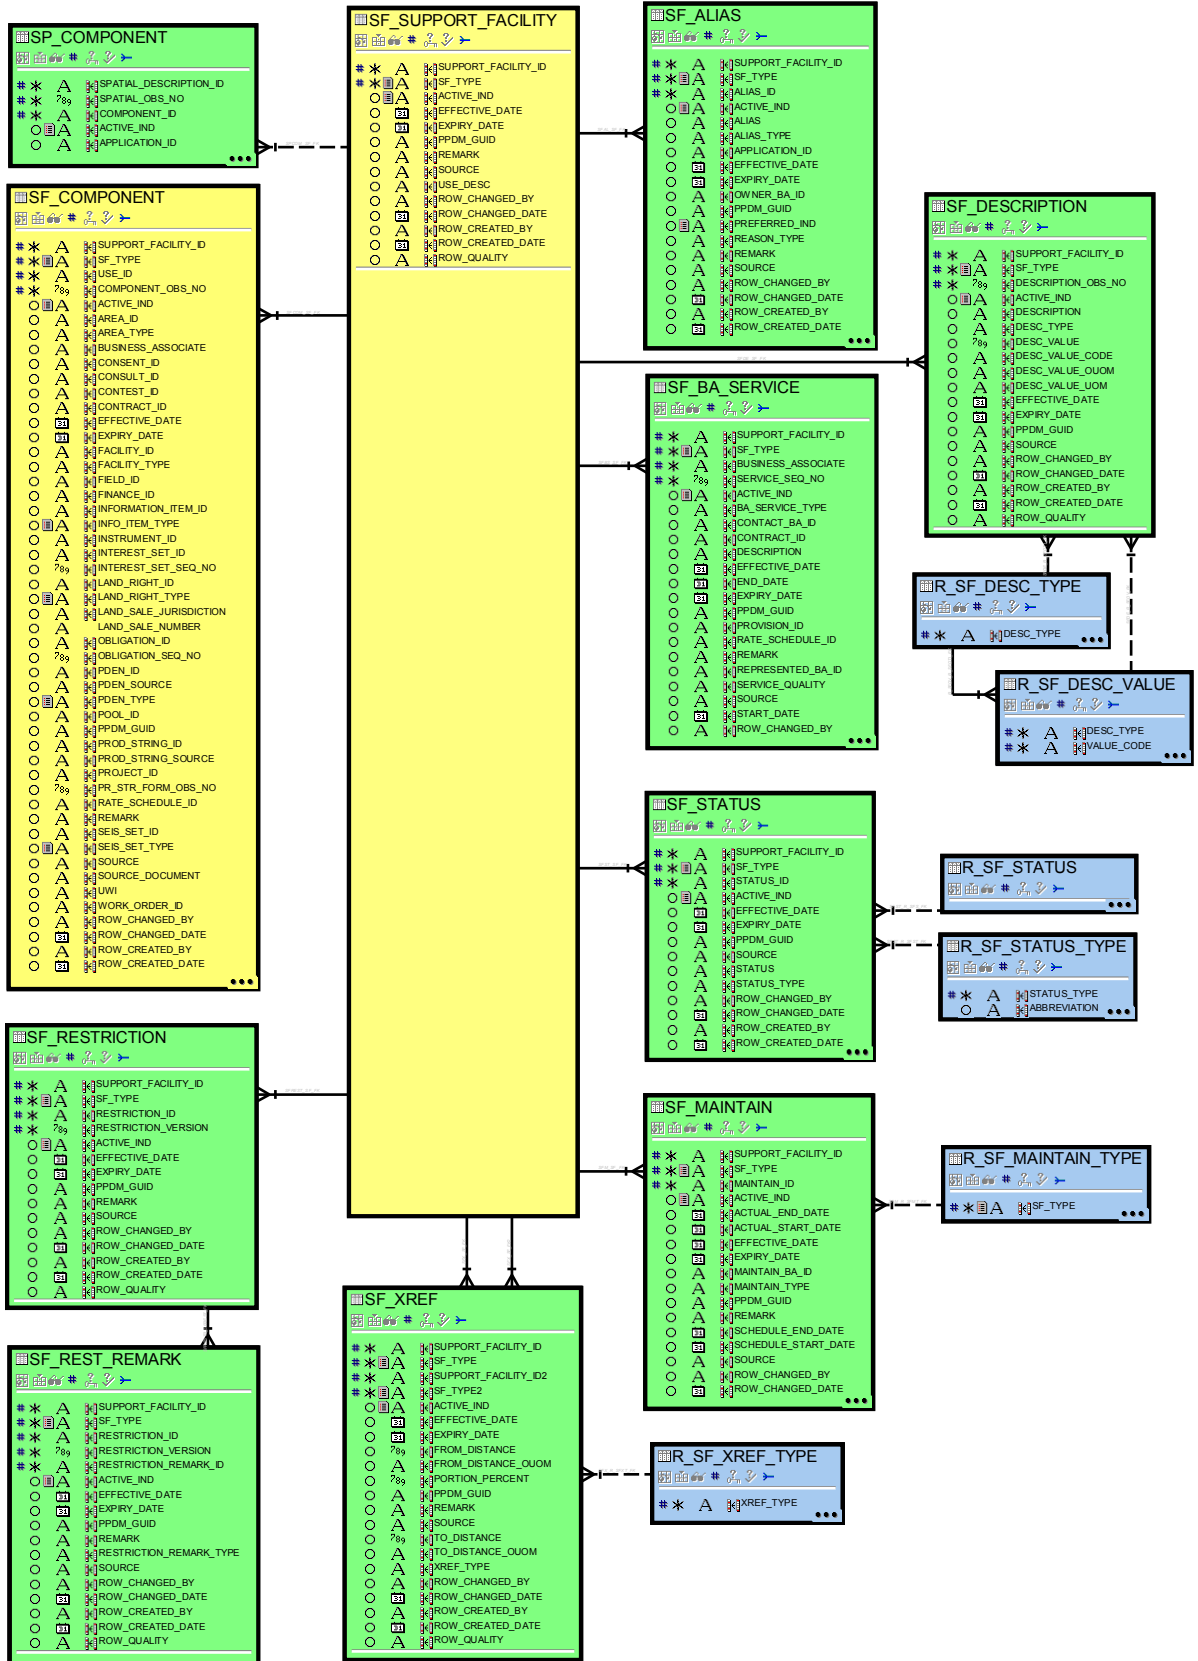 SP_COMPONENT
SPATIAL_DESCRIPTION_ID
SPATIAL_OBS_NO
COMPONENT_ID
ACTIVE_IND
APPLICATION_ID
SF_COMPONENT
SUPPORT_FACILITY_ID
SF_TYPE
USE_ID
COMPONENT_OBS_NO
ACTIVE_IND
AREA_ID
AREA_TYPE
BUSINESS_ASSOCIATE
CONSENT_ID
CONSULT_ID
CONTEST_ID
CONTRACT_ID
EFFECTIVE_DATE
EXPIRY_DATE
FACILITY_ID
FACILITY_TYPE
FIELD_ID
FINANCE_ID
INFORMATION_ITEM_ID
INFO_ITEM_TYPE
INSTRUMENT_ID
INTEREST_SET_ID
INTEREST_SET_SEQ_NO
LAND_RIGHT_ID
LAND_RIGHT_TYPE
LAND_SALE_JURISDICTION
LAND_SALE_NUMBER
OBLIGATION_ID
OBLIGATION_SEQ_NO
PDEN_ID
PDEN_SOURCE
PDEN_TYPE
POOL_ID
PPDM_GUID
PROD_STRING_ID
PROD_STRING_SOURCE
PROJECT_ID
PR_STR_FORM_OBS_NO
RATE_SCHEDULE_ID
REMARK
SEIS_SET_ID
SEIS_SET_TYPE
SOURCE
SOURCE_DOCUMENT
UWI
WORK_ORDER_ID
ROW_CHANGED_BY
ROW_CHANGED_DATE
ROW_CREATED_BY
ROW_CREATED_DATE
SF_RESTRICTION
SUPPORT_FACILITY_ID
SF_TYPE
RESTRICTION_ID
RESTRICTION_VERSION
ACTIVE_IND
EFFECTIVE_DATE
EXPIRY_DATE
PPDM_GUID
REMARK
SOURCE
ROW_CHANGED_BY
ROW_CHANGED_DATE
ROW_CREATED_BY
ROW_CREATED_DATE
ROW_QUALITY
SF_REST_REMARK
SUPPORT_FACILITY_ID
SF_TYPE
RESTRICTION_ID
RESTRICTION_VERSION
RESTRICTION_REMARK_ID
ACTIVE_IND
EFFECTIVE_DATE
EXPIRY_DATE
PPDM_GUID
REMARK
RESTRICTION_REMARK_TYPE
SOURCE
ROW_CHANGED_BY
ROW_CHANGED_DATE
ROW_CREATED_BY
ROW_CREATED_DATE
ROW_QUALITY
SF_SUPPORT_FACILITY
SUPPORT_FACILITY_ID
SF_TYPE
ACTIVE_IND
EFFECTIVE_DATE
EXPIRY_DATE
PPDM_GUID
REMARK
SOURCE
USE_DESC
ROW_CHANGED_BY
ROW_CHANGED_DATE
ROW_CREATED_BY
ROW_CREATED_DATE
ROW_QUALITY
SF_XREF
SUPPORT_FACILITY_ID
SF_TYPE
SUPPORT_FACILITY_ID2
SF_TYPE2
ACTIVE_IND
EFFECTIVE_DATE
EXPIRY_DATE
FROM_DISTANCE
FROM_DISTANCE_OUOM
PORTION_PERCENT
PPDM_GUID
REMARK
SOURCE
TO_DISTANCE
TO_DISTANCE_OUOM
XREF_TYPE
ROW_CHANGED_BY
ROW_CHANGED_DATE
ROW_CREATED_BY
ROW_CREATED_DATE
ROW_QUALITY
SF_ALIAS
SUPPORT_FACILITY_ID
SF_TYPE
ALIAS_ID
ACTIVE_IND
ALIAS
ALIAS_TYPE
APPLICATION_ID
EFFECTIVE_DATE
EXPIRY_DATE
OWNER_BA_ID
PPDM_GUID
PREFERRED_IND
REASON_TYPE
REMARK
SOURCE
ROW_CHANGED_BY
ROW_CHANGED_DATE
ROW_CREATED_BY
ROW_CREATED_DATE
SF_BA_SERVICE
SUPPORT_FACILITY_ID
SF_TYPE
BUSINESS_ASSOCIATE
SERVICE_SEQ_NO
ACTIVE_IND
BA_SERVICE_TYPE
CONTACT_BA_ID
CONTRACT_ID
DESCRIPTION
EFFECTIVE_DATE
END_DATE
EXPIRY_DATE
PPDM_GUID
PROVISION_ID
RATE_SCHEDULE_ID
REMARK
REPRESENTED_BA_ID
SERVICE_QUALITY
SOURCE
START_DATE
ROW_CHANGED_BY
SF_STATUS
SUPPORT_FACILITY_ID
SF_TYPE
STATUS_ID
ACTIVE_IND
EFFECTIVE_DATE
EXPIRY_DATE
PPDM_GUID
SOURCE
STATUS
STATUS_TYPE
ROW_CHANGED_BY
ROW_CHANGED_DATE
ROW_CREATED_BY
ROW_CREATED_DATE
SF_MAINTAIN
SUPPORT_FACILITY_ID
SF_TYPE
MAINTAIN_ID
ACTIVE_IND
ACTUAL_END_DATE
ACTUAL_START_DATE
EFFECTIVE_DATE
EXPIRY_DATE
MAINTAIN_BA_ID
MAINTAIN_TYPE
PPDM_GUID
REMARK
SCHEDULE_END_DATE
SCHEDULE_START_DATE
SOURCE
ROW_CHANGED_BY
ROW_CHANGED_DATE
R_SF_XREF_TYPE
XREF_TYPE
SF_DESCRIPTION
SUPPORT_FACILITY_ID
SF_TYPE
DESCRIPTION_OBS_NO
ACTIVE_IND
DESCRIPTION
DESC_TYPE
DESC_VALUE
DESC_VALUE_CODE
DESC_VALUE_OUOM
DESC_VALUE_UOM
EFFECTIVE_DATE
EXPIRY_DATE
PPDM_GUID
SOURCE
ROW_CHANGED_BY
ROW_CHANGED_DATE
ROW_CREATED_BY
ROW_CREATED_DATE
ROW_QUALITY
R_SF_DESC_TYPE
DESC_TYPE
R_SF_DESC_VALUE
DESC_TYPE
VALUE_CODE
R_SF_STATUS
R_SF_STATUS_TYPE
STATUS_TYPE
ABBREVIATION
R_SF_MAINTAIN_TYPE
SF_TYPE